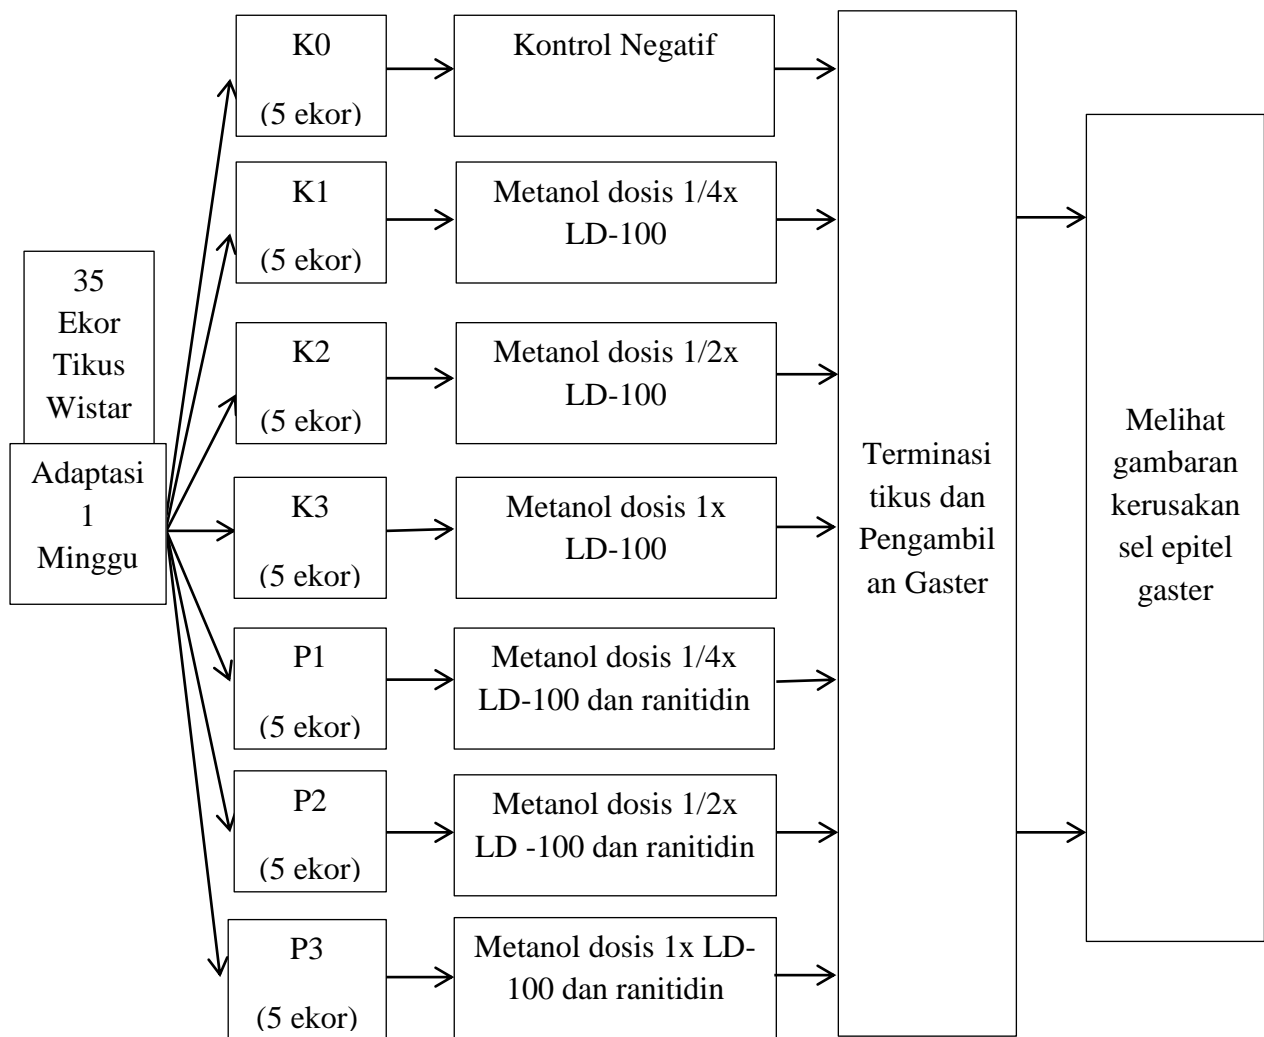 35
Ekor
Tikus
Wistar
Adaptasi
1
Minggu
K0
(5 ekor)
Kontrol Negatif
K1
(5 ekor)
Metanol dosis 1/4x
LD-100
K2
(5 ekor)
Metanol dosis 1/2x
LD-100
K3
(5 ekor)
Metanol dosis 1x
LD-100
P1
(5 ekor)
Metanol dosis 1/4x
LD-100 dan ranitidin
P2
(5 ekor)
Metanol dosis 1/2x
LD -100 dan ranitidin
P3
(5 ekor)
Metanol dosis 1x LD-
100 dan ranitidin
Terminasi
tikus dan
Pengambil
an Gaster
Melihat
gambaran
kerusakan
sel epitel
gaster